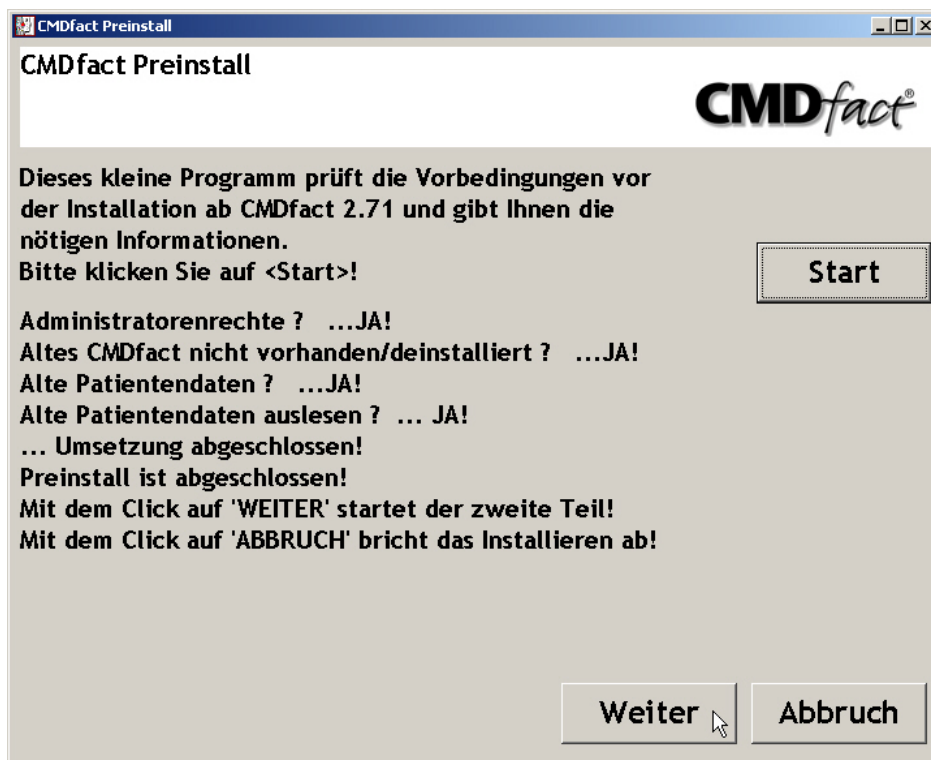 CMDfact Preinstall
CMDfact Preinstall
CMDfact®
Dieses kleine Programm prüft die Vorbedingungen vor
der Installation ab CMDfact 2.71 und gibt Ihnen die
nötigen Informationen.
Bitte klicken Sie auf <Start>!
Start
Administratorenrechte ? ...JA!
Altes CMDfact nicht vorhanden/deinstalliert ? ...JA!
Alte Patientendaten ? ...JA!
Alte Patientendaten auslesen ? ... JA!
... Umsetzung abgeschlossen!
Preinstall ist abgeschlossen!
Mit dem Click auf 'WEITER' startet der zweite Teil!
Mit dem Click auf 'ABBRUCH' bricht das Installieren ab!
Weiter
Abbruch